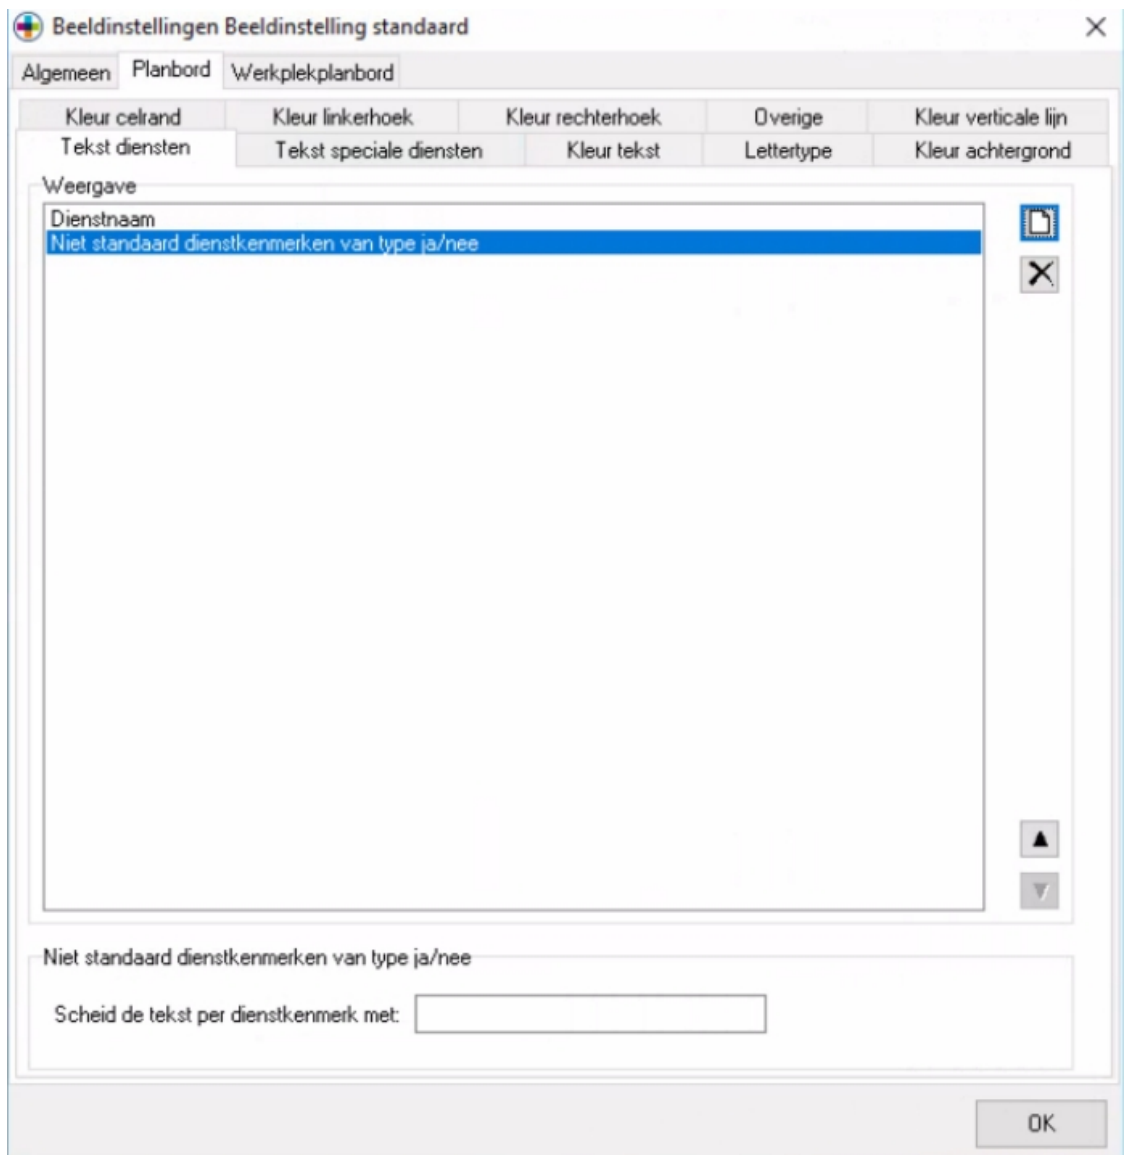 Beeldinstellingen Beeldinstelling standaard
Algemeen Planbord Werkplekplanbord
Kleur celrand Kleur linkerhoek Kleur rechterhoek Overige Kleur verticale lijn
Tekst diensten Tekst speciale diensten Kleur tekst Lettertype Kleur achtergrond
Weergave
Dienstnaam
Niet standaard dienstkenmerken van type ja/nee
Niet standaard dienstkenmerken van type ja/nee
Scheid de tekst per dienstkenmerk met:
OK